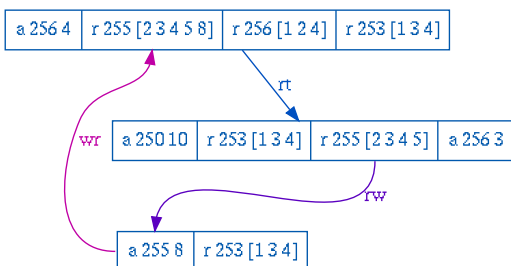 a 256 4 r 255 [2 3 4 5 8] r 256 [1 2 4] r 253 [1 3 4]
rt
wr
a 250 10 r 253 [1 3 4] r 255 [2 3 4 5] a 256 3
rw
a 255 8 r 253 [1 3 4]